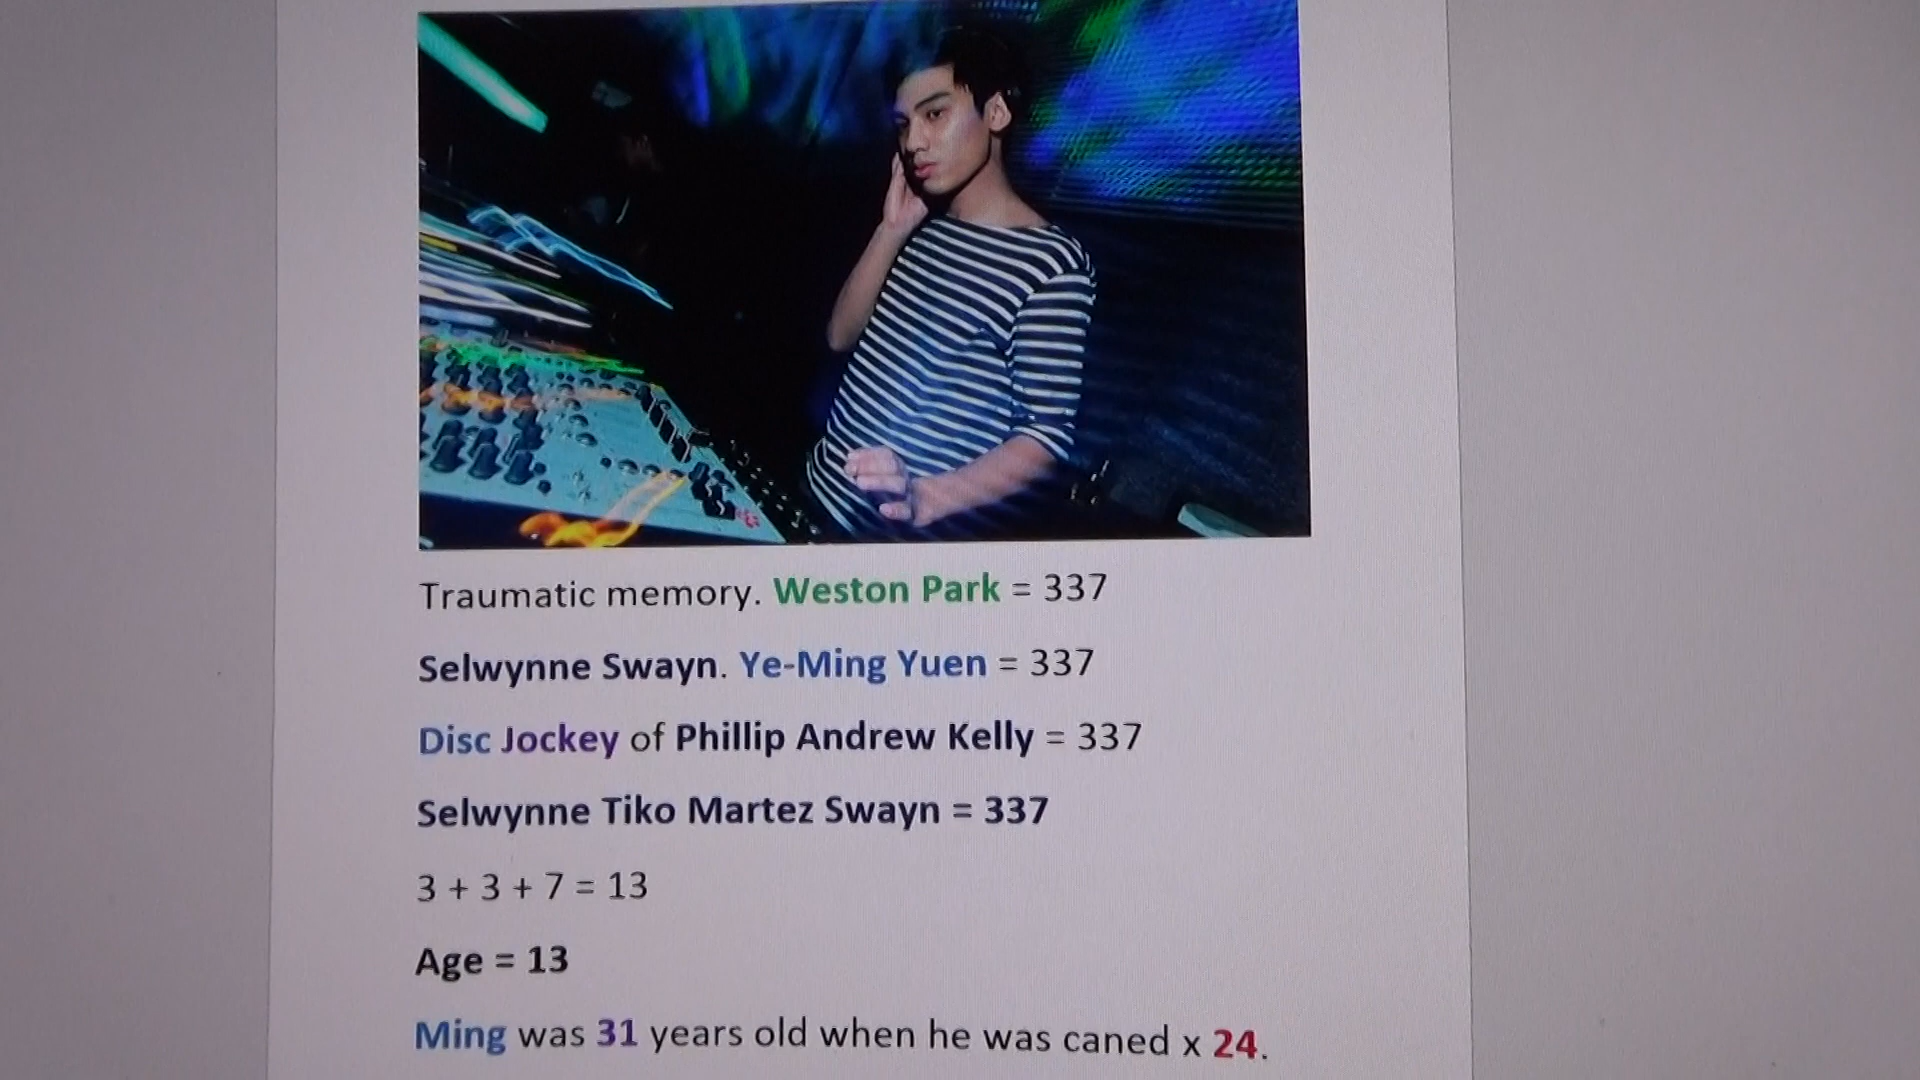 Traumatic memory. Weston Park = 337
Selwynne Swayn. Ye-Ming Yuen = 337
Disc Jockey of Phillip Andrew Kelly = 337
Selwynne Tiko Martez Swayn = 337
3 + 3 + 7 = 13
Age = 13
Ming was 31 years old when he was caned x 24.